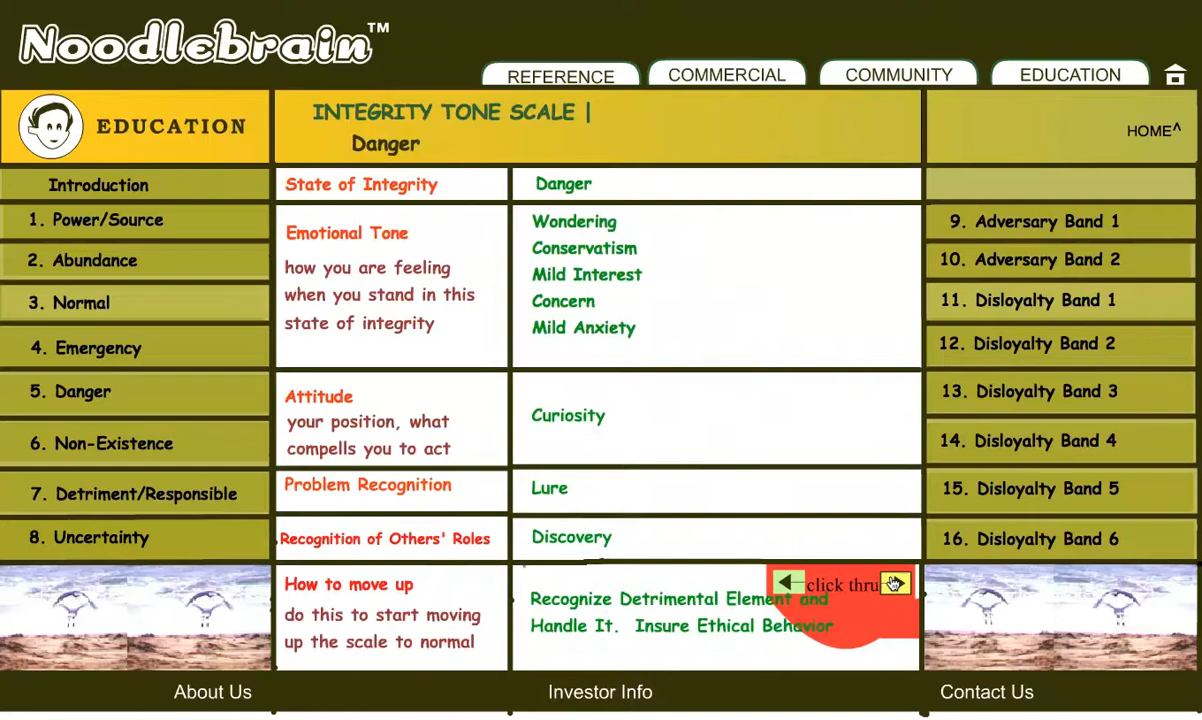 Noodlebrain™
REFERENCE
COMMERCIAL
COMMUNITY
EDUCATION
EDUCATION
INTEGRITY TONE SCALE |
Danger
HOME^
Introduction
1. Power/Source
2. Abundance
3. Normal
4. Emergency
5. Danger
6. Non-Existence
7. Detriment/Responsible
8. Uncertainty
State of Integrity
Danger
Emotional Tone
how you are feeling
when you stand in this
state of integrity
Wondering
Conservatism
Mild Interest
Concern
Mild Anxiety
Attitude
your position, what
compells you to act
Curiosity
Problem Recognition
Lure
Recognition of Others' Roles
Discovery
How to move up
do this to start moving
up the scale to normal
click thru
Recognize Detrimental Element and
Handle It. Insure Ethical Behavior
9. Adversary Band 1
10. Adversary Band 2
11. Disloyalty Band 1
12. Disloyalty Band 2
13. Disloyalty Band 3
14. Disloyalty Band 4
15. Disloyalty Band 5
16. Disloyalty Band 6
About Us
Investor Info
Contact Us